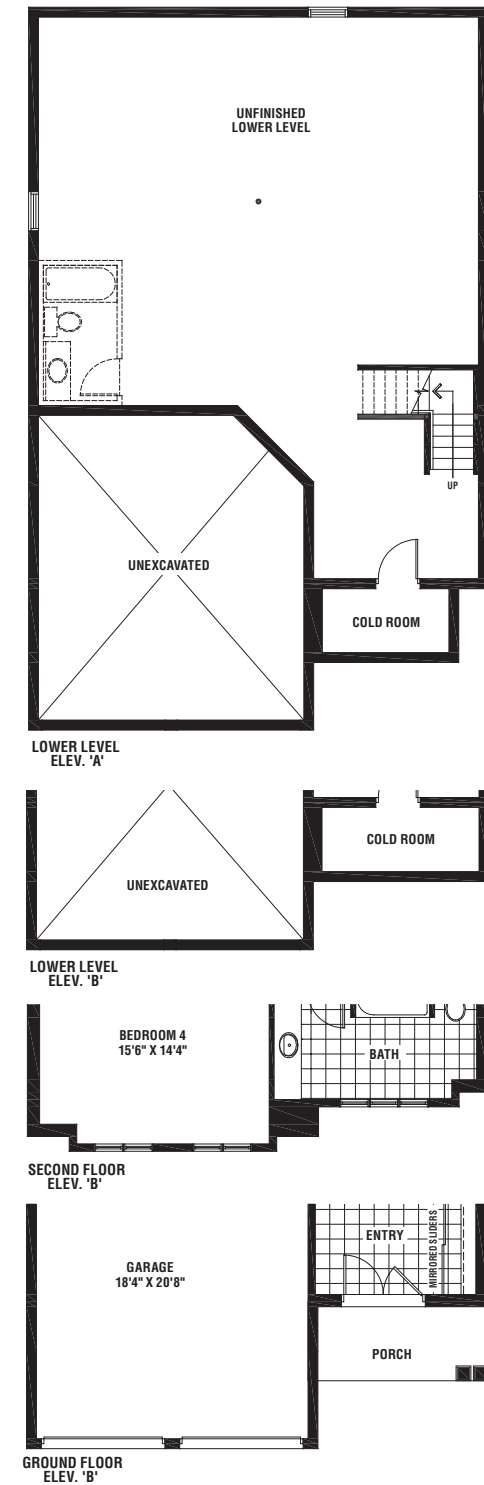 UNFINISHED
LOWER LEVEL
UP
UNEXCAVATED
COLD ROOM
LOWER LEVEL
ELEV. 'A'
COLD ROOM
UNEXCAVATED
LOWER LEVEL
ELEV. 'B'
BEDROOM 4
15'6" X 14'4"
BATH
SECOND FLOOR
ELEV. 'B'
MIRRORED SLIDERS
ENTRY
GARAGE
18'4" X 20'8"
PORCH
GROUND FLOOR
ELEV. 'B'